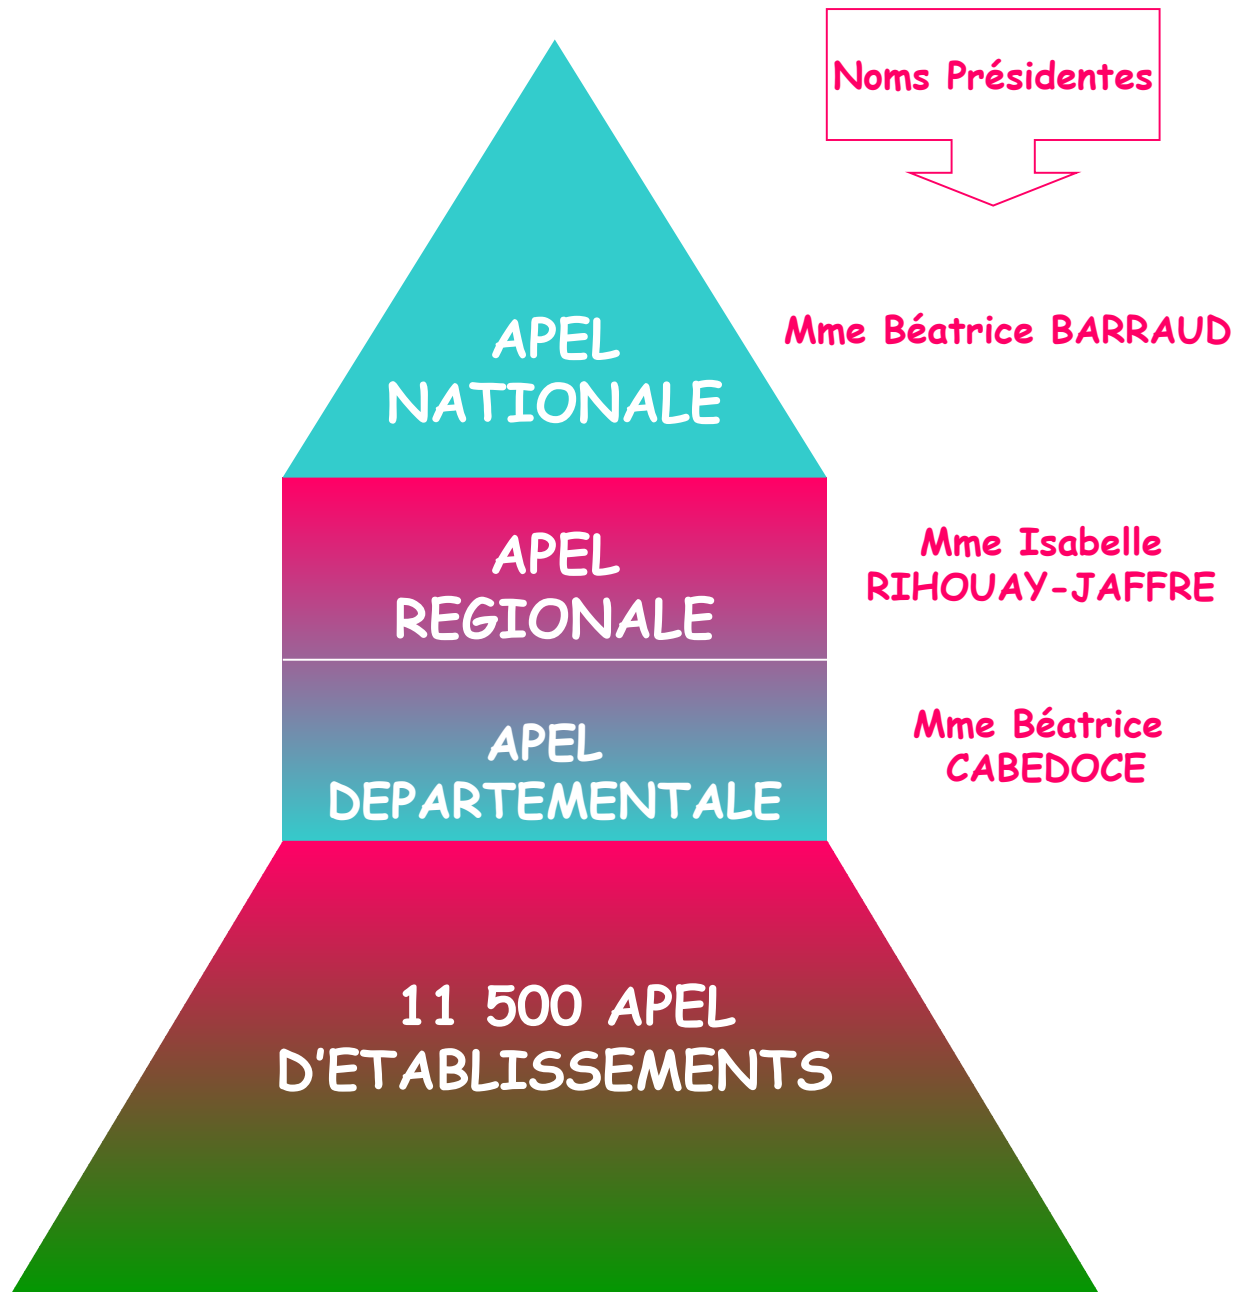 Noms Présidentes
APEL
NATIONALE
Mme Béatrice BARRAUD
APEL
REGIONALE
Mme Isabelle
RIHOUAY-JAFFRE
APEL
DEPARTEMENTALE
Mme Béatrice
CABEDOCE
11 500 APEL
D’ETABLISSEMENTS